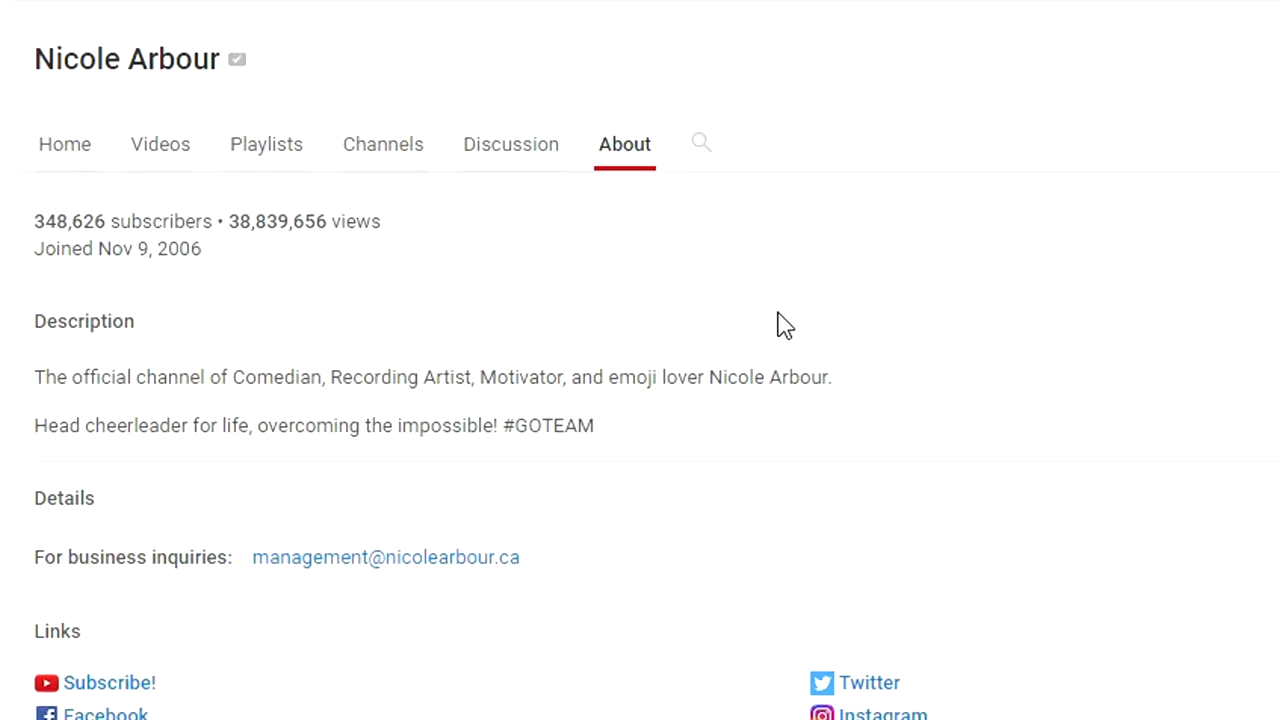 Nicole Arbour
Home Videos Playlists Channels Discussion About
348,626 subscribers • 38,839,656 views
Joined Nov 9, 2006
Description
The official channel of Comedian, Recording Artist, Motivator, and emoji lover Nicole Arbour.
Head cheerleader for life, overcoming the impossible! #GOTEAM
Details
For business inquiries: management@nicolearbour.ca
Links
Subscribe! Twitter
Facebook Instagram